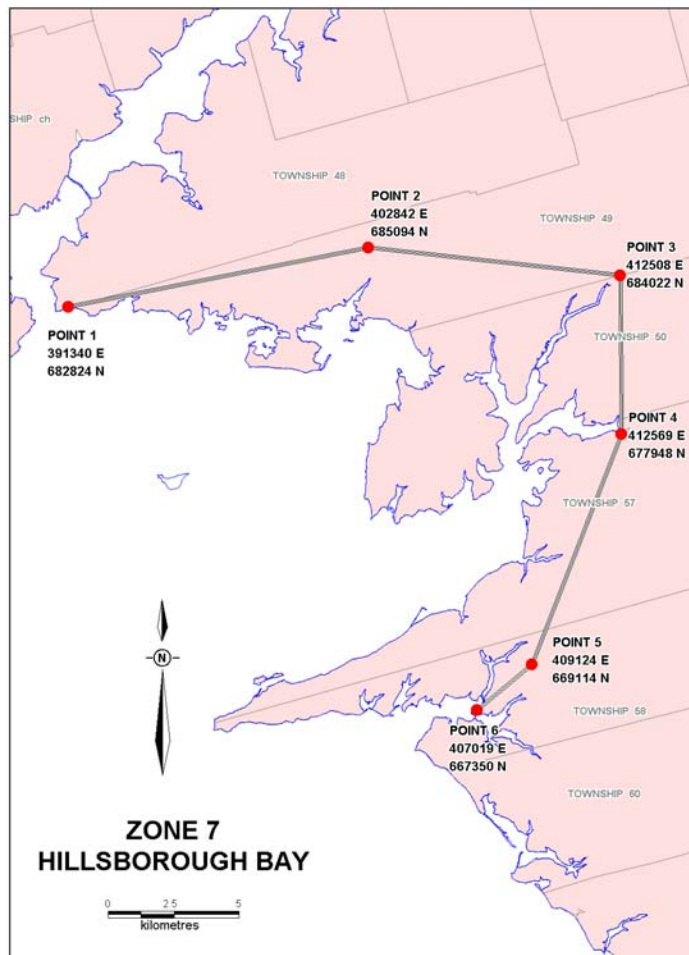 SHIP ch
TOWNSHIP 48
POINT 2
402842 E
685094 N
TOWNSHIP 49
POINT 3
412508 E
684022 N
POINT 1
391340 E
682824 N
TOWNSHIP 50
POINT 4
412569 E
677948 N
TOWNSHIP 57
N
POINT 5
409124 E
669114 N
TOWNSHIP 58
POINT 6
407019 E
667350 N
TOWNSHIP 60
ZONE 7
HILLSBOROUGH BAY
0 2.5 5
kilometres